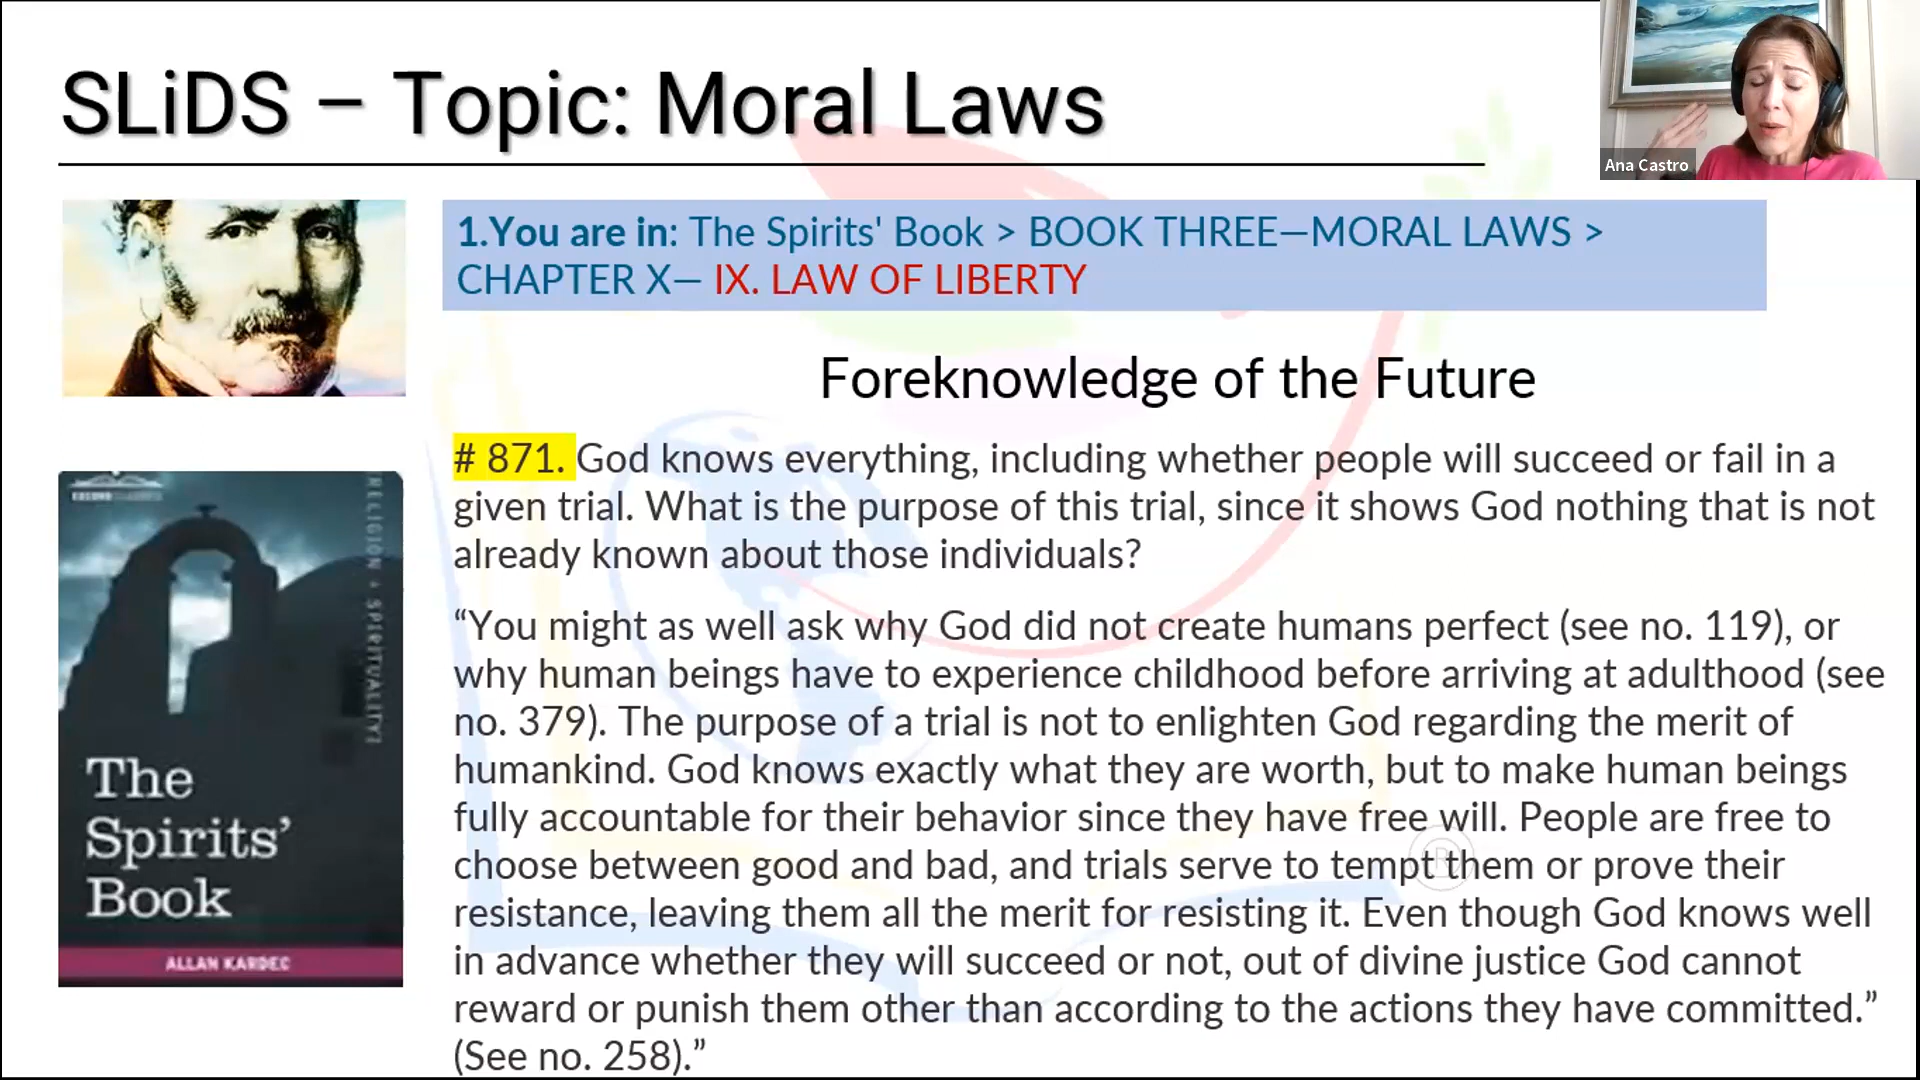 SLiDS – Topic: Moral Laws
Ana Castro
1.You are in: The Spirits' Book > BOOK THREE—MORAL LAWS >
CHAPTER X— IX. LAW OF LIBERTY
Foreknowledge of the Future
# 871. God knows everything, including whether people will succeed or fail in a
given trial. What is the purpose of this trial, since it shows God nothing that is not
already known about those individuals?
“You might as well ask why God did not create humans perfect (see no. 119), or
why human beings have to experience childhood before arriving at adulthood (see
no. 379). The purpose of a trial is not to enlighten God regarding the merit of
humankind. God knows exactly what they are worth, but to make human beings
fully accountable for their behavior since they have free will. People are free to
choose between good and bad, and trials serve to tempt them or prove their
resistance, leaving them all the merit for resisting it. Even though God knows well
in advance whether they will succeed or not, out of divine justice God cannot
reward or punish them other than according to the actions they have committed.”
(See no. 258).”
RELIGION & SPIRITUALITY
The
Spirits’
Book
ALLAN KARDEC
®